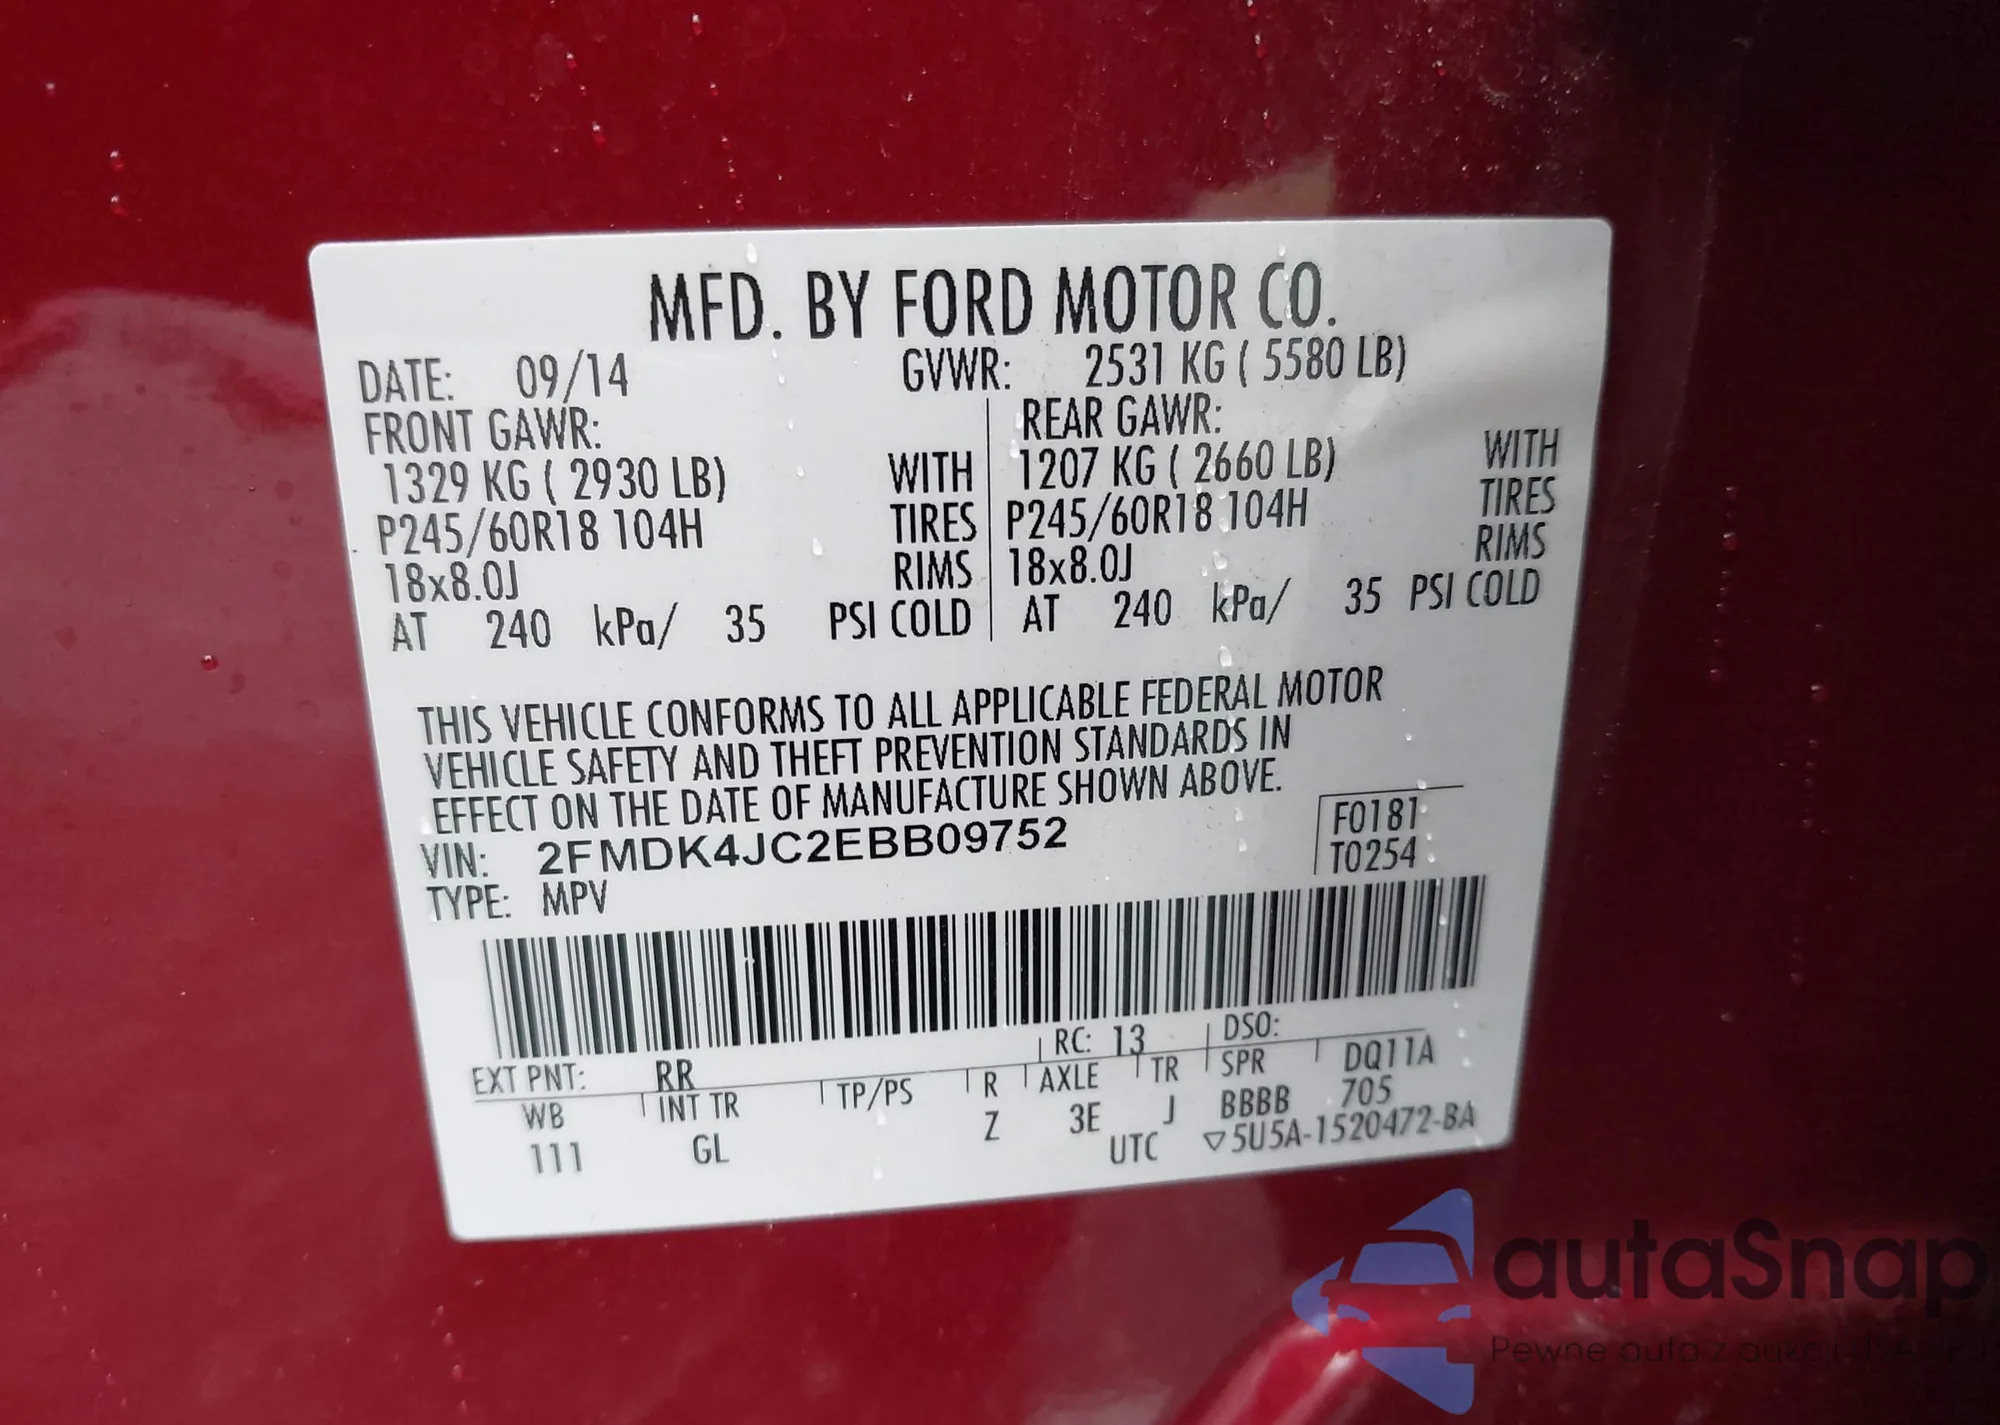 MFD. BY FORD MOTOR CO.
DATE: 09/14 GVWR: 2531 KG ( 5580 LB)
FRONT GAWR: REAR GAWR:
1329 KG ( 2930 LB) WITH 1207 KG ( 2660 LB) WITH
P245/60R18 104H TIRES P245/60R18 104H TIRES
18x8.0J RIMS 18x8.0J RIMS
AT 240 kPa/ 35 PSI COLD AT 240 kPa/ 35 PSI COLD
THIS VEHICLE CONFORMS TO ALL APPLICABLE FEDERAL MOTOR
VEHICLE SAFETY AND THEFT PREVENTION STANDARDS IN
EFFECT ON THE DATE OF MANUFACTURE SHOWN ABOVE.
F0181
VIN: 2FMDK4JC2EBB09752
T0254
TYPE: MPV
RC: 13 DSO:
EXT PNT: RR
WB INT TR TP/PS R AXLE TR SPR DQ11A
111 GL Z 3E J BBBB 705
UTC ▽5U5A-1520472-BA
autaSnap
Pewne auta z aukcji